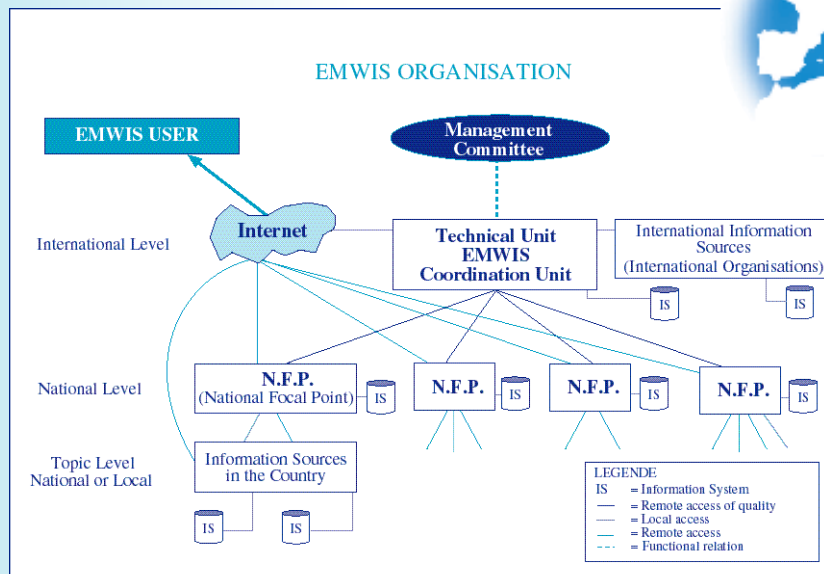 EMWIS ORGANISATION
EMWIS USER
Management
Committee
Internet
International Level
Technical Unit
EMWIS
Coordination Unit
International Information
Sources
(International Organisations)
IS
IS
National Level
N.F.P.
(National Focal Point)
IS
N.F.P.
IS
N.F.P.
IS
N.F.P.
IS
Topic Level
National or Local
Information Sources
in the Country
IS
IS
LEGENDE
IS = Information System
= Remote access of quality
= Local access
= Remote access
= Functional relation